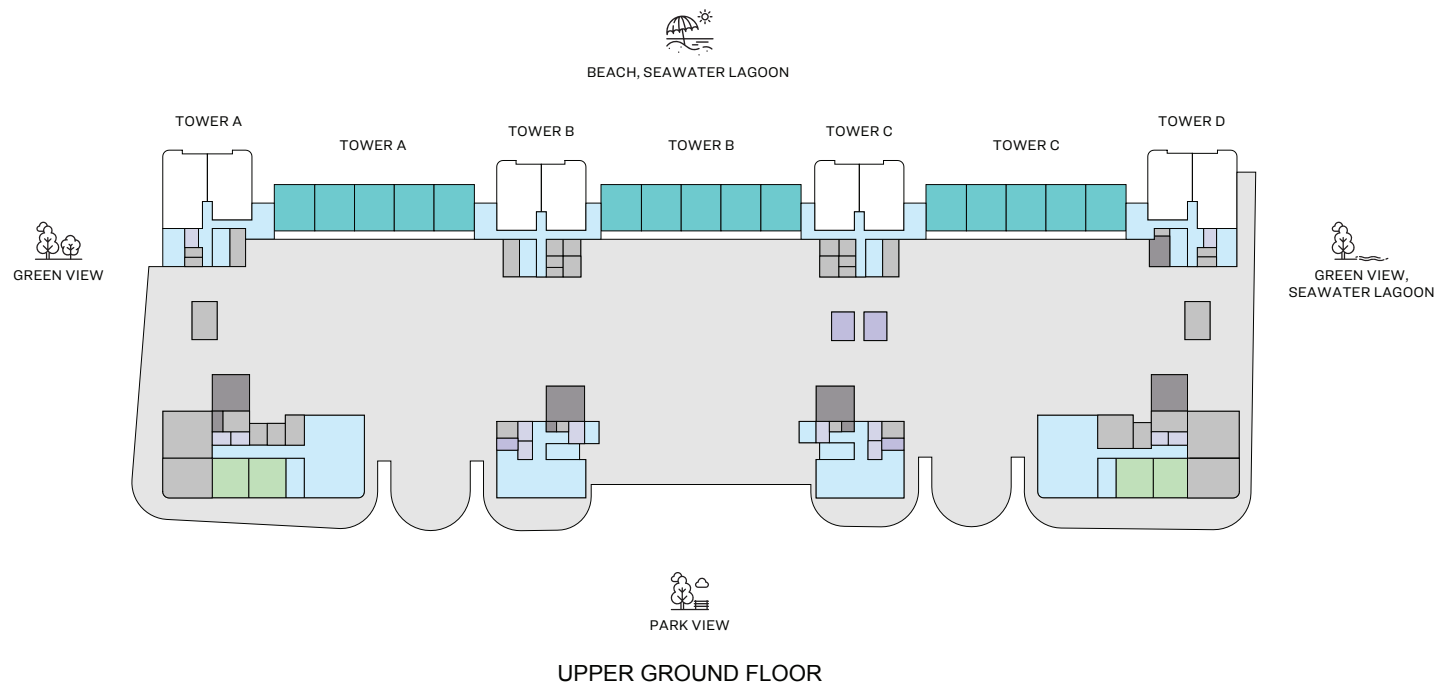 BEACH, SEAWATER LAGOON
TOWER A
TOWER A
TOWER B
TOWER B
TOWER C
TOWER C
TOWER D
GREEN VIEW
GREEN VIEW,
SEAWATER LAGOON
PARK VIEW
UPPER GROUND FLOOR